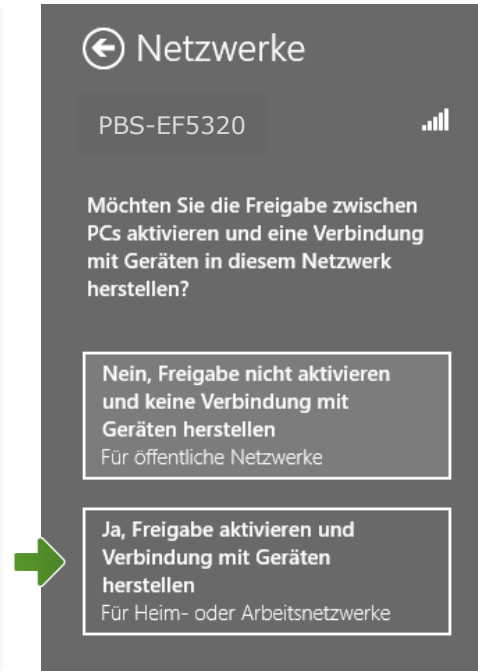 Netzwerke
PBS-EF5320
Möchten Sie die Freigabe zwischen
PCs aktivieren und eine Verbindung
mit Geräten in diesem Netzwerk
herstellen?
Nein, Freigabe nicht aktivieren
und keine Verbindung mit
Geräten herstellen
Für öffentliche Netzwerke
Ja, Freigabe aktivieren und
Verbindung mit Geräten
herstellen
Für Heim- oder Arbeitsnetzwerke